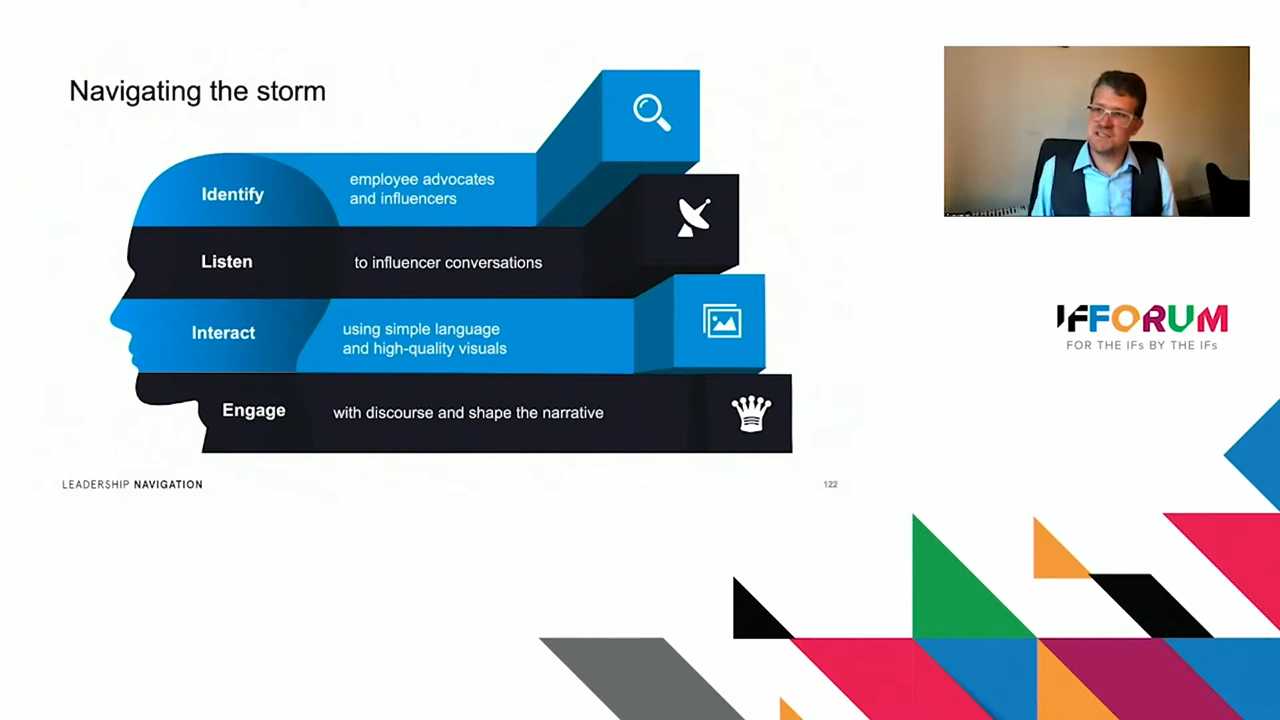 Navigating the storm
Identify
employee advocates
and influencers
Listen
to influencer conversations
Interact
using simple language
and high-quality visuals
Engage
with discourse and shape the narrative
LEADERSHIP NAVIGATION
122
IFFORUM
FOR THE IFs BY THE IFs